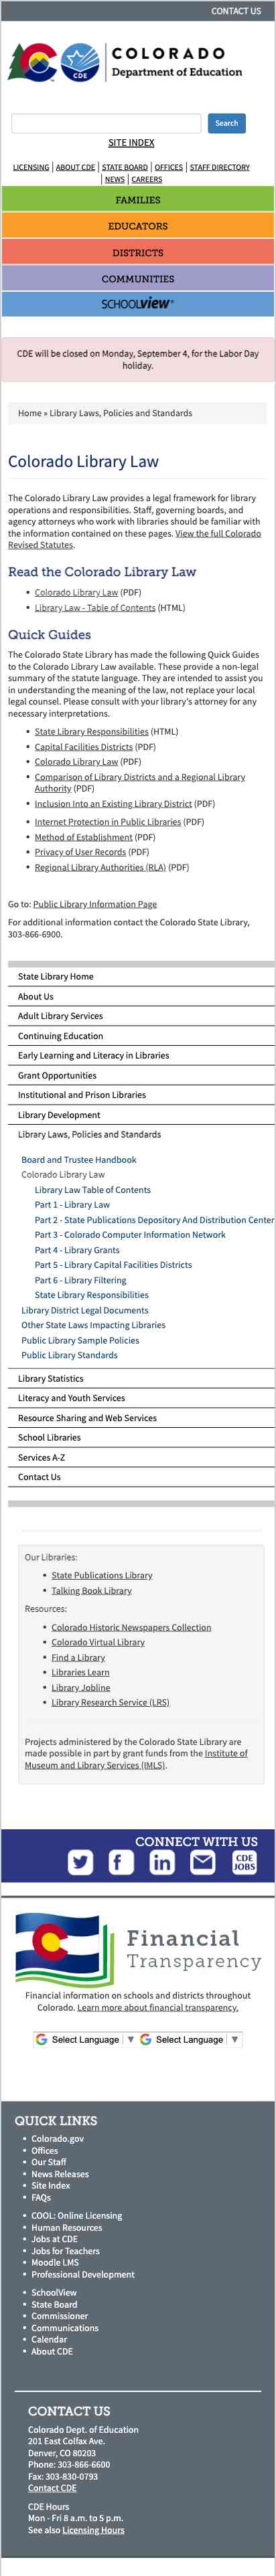 CONTACT US
COLORADO
Department of Education
CDE
Search
SITE INDEX
LICENSING | ABOUT CDE | STATE BOARD | OFFICES | STAFF DIRECTORY
| NEWS | CAREERS
FAMILIES
EDUCATORS
DISTRICTS
COMMUNITIES
SCHOOLVIEW®
CDE will be closed on Monday, September 4, for the Labor Day
holiday.
Home » Library Laws, Policies and Standards
Colorado Library Law
The Colorado Library Law provides a legal framework for library
operations and responsibilities. Staff, governing boards, and
agency attorneys who work with libraries should be familiar with
the information contained on these pages. View the full Colorado
Revised Statutes.
Read the Colorado Library Law
• Colorado Library Law (PDF)
• Library Law - Table of Contents (HTML)
Quick Guides
The Colorado State Library has made the following Quick Guides
to the Colorado Library Law available. These provide a non-legal
summary of the statute language. They are intended to assist you
in understanding the meaning of the law, not replace your local
legal counsel. Please consult with your library's attorney for any
necessary interpretations.
• State Library Responsibilities (HTML)
• Capital Facilities Districts (PDF)
• Colorado Library Law (PDF)
• Comparison of Library Districts and a Regional Library
Authority (PDF)
• Inclusion Into an Existing Library District (PDF)
• Internet Protection in Public Libraries (PDF)
• Method of Establishment (PDF)
• Privacy of User Records (PDF)
• Regional Library Authorities (RLA) (PDF)
Go to: Public Library Information Page
For additional information contact the Colorado State Library,
303-866-6900.
State Library Home
About Us
Adult Library Services
Continuing Education
Early Learning and Literacy in Libraries
Grant Opportunities
Institutional and Prison Libraries
Library Development
Library Laws, Policies and Standards
Board and Trustee Handbook
Colorado Library Law
Library Law Table of Contents
Part 1 - Library Law
Part 2 - State Publications Depository And Distribution Center
Part 3 - Colorado Computer Information Network
Part 4 - Library Grants
Part 5 - Library Capital Facilities Districts
Part 6 - Library Filtering
State Library Responsibilities
Library District Legal Documents
Other State Laws Impacting Libraries
Public Library Sample Policies
Public Library Standards
Library Statistics
Literacy and Youth Services
Resource Sharing and Web Services
School Libraries
Services A-Z
Contact Us
Our Libraries:
• State Publications Library
• Talking Book Library
Resources:
• Colorado Historic Newspapers Collection
• Colorado Virtual Library
• Find a Library
• Libraries Learn
• Library Jobline
• Library Research Service (LRS)
Projects administered by the Colorado State Library are
made possible in part by grant funds from the Institute of
Museum and Library Services (IMLS).
CONNECT WITH US
CDE
JOBS
Financial
Transparency
Financial information on schools and districts throughout
Colorado. Learn more about financial transparency.
Select Language | ▼ Select Language | ▼
QUICK LINKS
• Colorado.gov
• Offices
• Our Staff
• News Releases
• Site Index
• FAQs
• COOL: Online Licensing
• Human Resources
• Jobs at CDE
• Jobs for Teachers
• Moodle LMS
• Professional Development
• SchoolView
• State Board
• Commissioner
• Communications
• Calendar
• About CDE
CONTACT US
Colorado Dept. of Education
201 East Colfax Ave.
Denver, CO 80203
Phone: 303-866-6600
Fax: 303-830-0793
Contact CDE
CDE Hours
Mon - Fri 8 a.m. to 5 p.m.
See also Licensing Hours